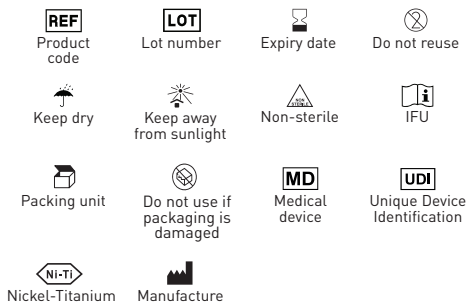 REF
LOT
Product
code
Lot number
Expiry date
Do not reuse
2
NON
STERILE
i
Keep dry
Keep away
from sunlight
Non-sterile
IFU
MD
UDI
Packing unit
Do not use if
packaging is
damaged
Medical
device
Unique Device
Identification
Ni-Ti
Nickel-Titanium
Manufacture